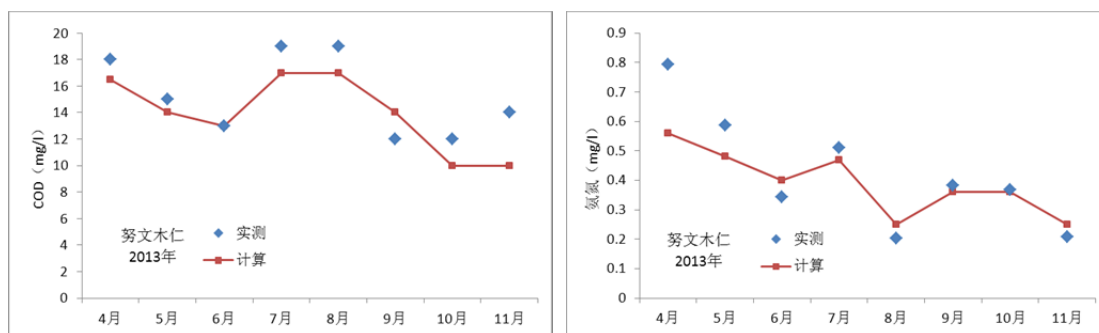 20
18
16
14
12
10
8
6
4
2
0
COD（mg/l）
努文木仁
2013年
实测
计算
4月 5月 6月 7月 8月 9月 10月 11月
0.9
0.8
0.7
0.6
0.5
0.4
0.3
0.2
0.1
0
氨氮（mg/l）
努文木仁
2013年
实测
计算
4月 5月 6月 7月 8月 9月 10月 11月